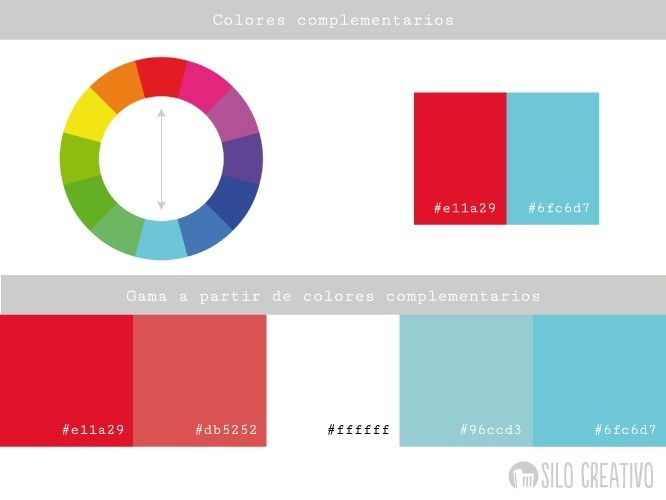 Colores complementarios
#e11a29 #6fc6d7
Gama a partir de colores complementarios
#e11a29 #db5252 #ffffff #96ccd3 #6fc6d7
SILO CREATIVO